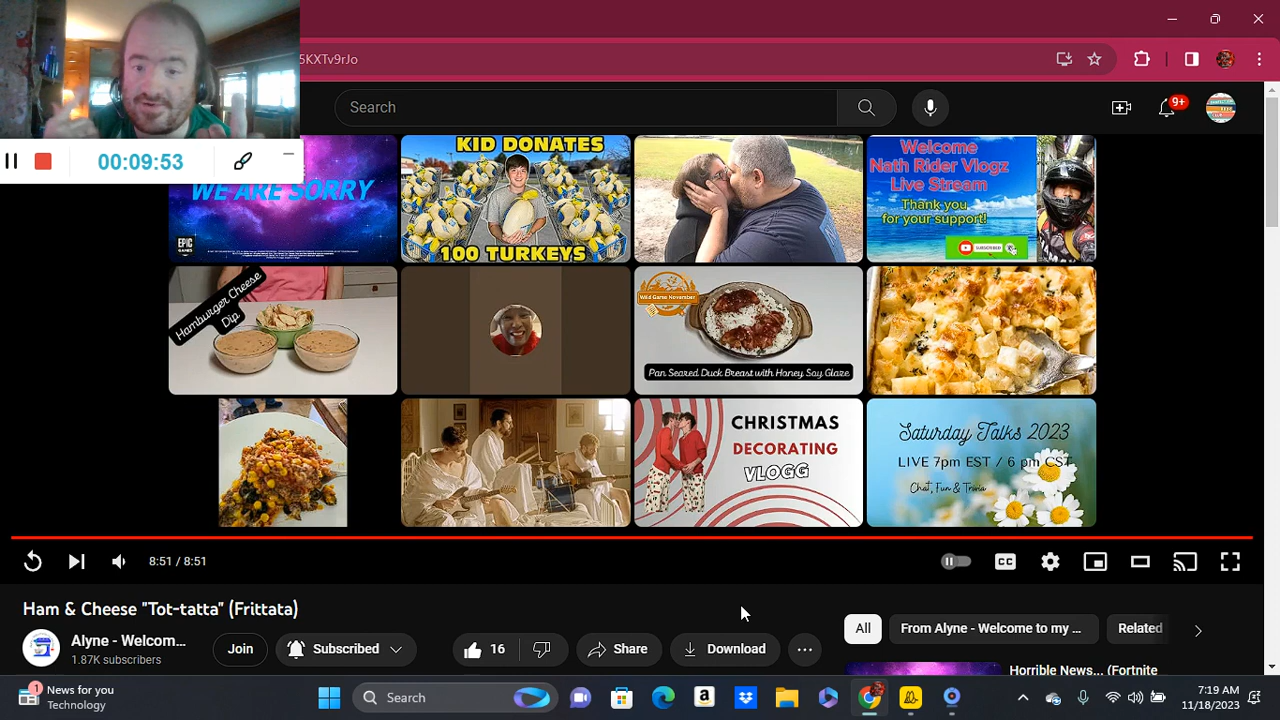 5KXTv9rJo
Search
9+
00:09:53
WE ARE SORRY
EPIC
GAMES
KID DONATES
100 TURKEYS
Welcome
Nath Rider Vlogz
Live Stream
Thank you
for your support!
SUBSCRIBED
Hamburger Cheese
Dip
Wild Game November
Pan Seared Duck Breast with Honey Soy Glaze
CHRISTMAS
DECORATING
VLOGG
Saturday Talks 2023
LIVE 7pm EST / 6 pm CST
Chat, Fun & Trivia
8:51 / 8:51
CC
Ham & Cheese "Tot-tatta" (Frittata)
Alyne - Welcom...
1.87K subscribers
Join
Subscribed
16
Share
Download
All
From Alyne - Welcome to my ...
Related
Horrible News... (Fortnite
1
News for you
Technology
Search
a
7:19 AM
11/18/2023